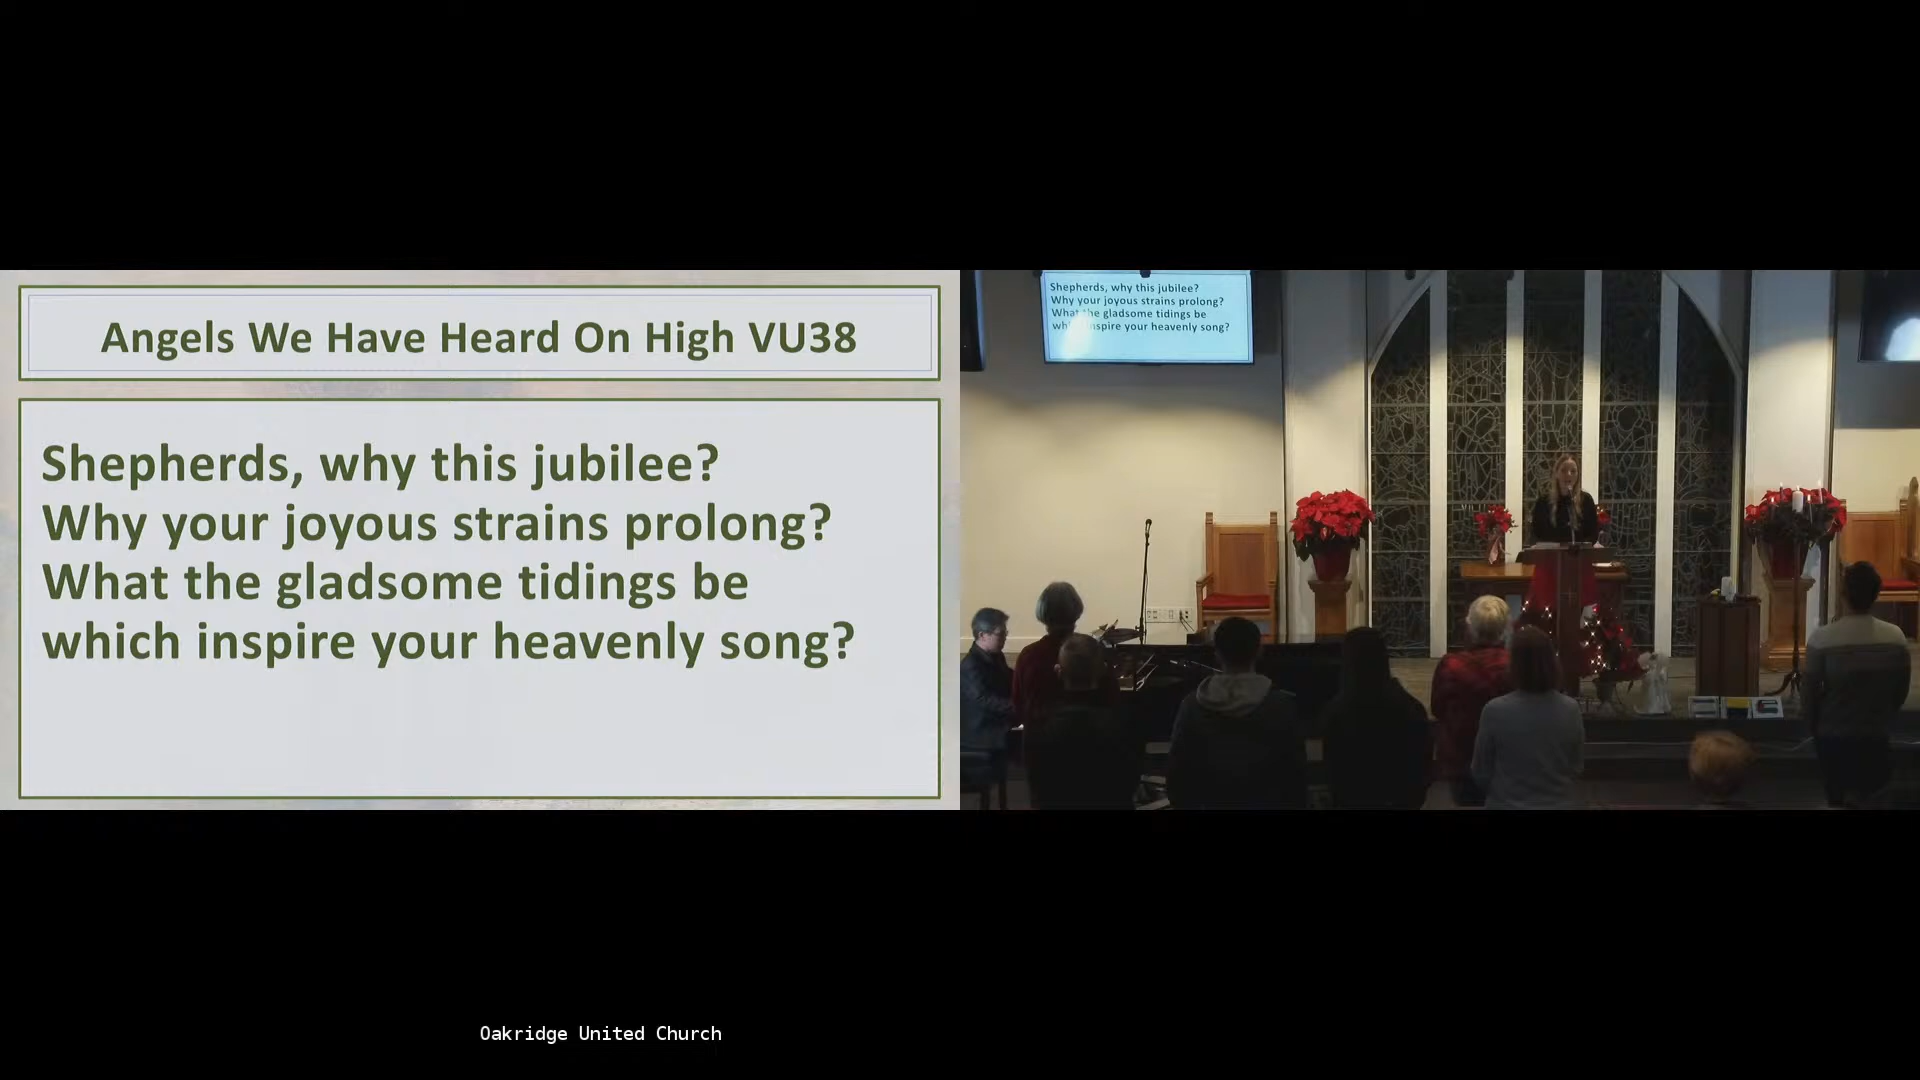 Angels We Have Heard On High VU38
Shepherds, why this jubilee?
Why your joyous strains prolong?
What the gladsome tidings be
which inspire your heavenly song?
Shepherds, why this jubilee?
Why your joyous strains prolong?
What the gladsome tidings be
inspire your heavenly song?
Oakridge United Church